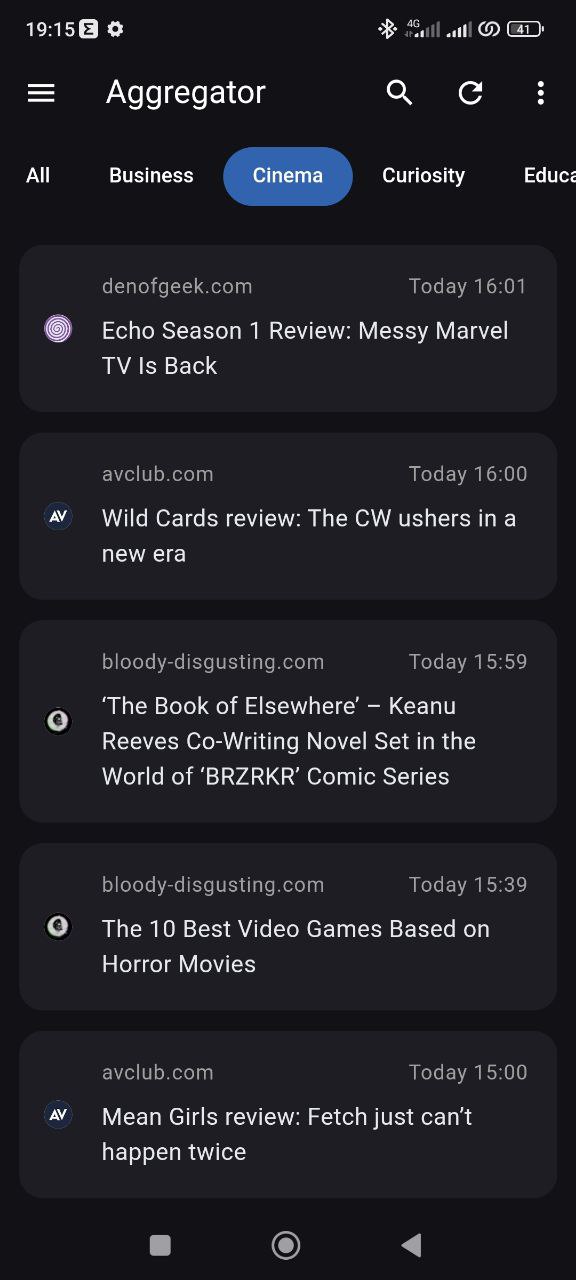 19:15 Σ 4G 41
Aggregator
All Business Cinema Curiosity Educa
denofgeek.com Today 16:01
Echo Season 1 Review: Messy Marvel
TV Is Back
avclub.com Today 16:00
AV Wild Cards review: The CW ushers in a
new era
bloody-disgusting.com Today 15:59
‘The Book of Elsewhere’ – Keanu
Reeves Co-Writing Novel Set in the
World of ‘BRZRKR’ Comic Series
bloody-disgusting.com Today 15:39
The 10 Best Video Games Based on
Horror Movies
avclub.com Today 15:00
AV Mean Girls review: Fetch just can’t
happen twice